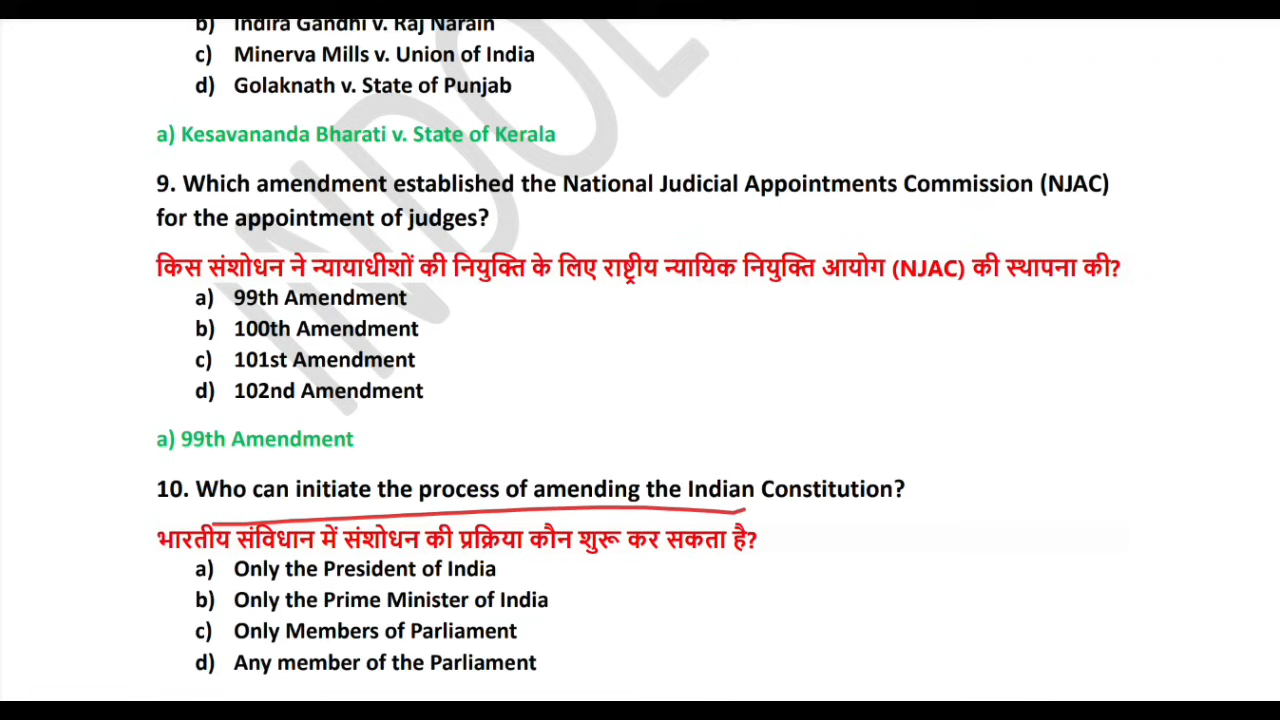 b) Indira Gandhi v. Raj Narain
c) Minerva Mills v. Union of India
d) Golaknath v. State of Punjab
a) Kesavananda Bharati v. State of Kerala
9. Which amendment established the National Judicial Appointments Commission (NJAC)
for the appointment of judges?
किस संशोधन ने न्यायाधीशों की नियुक्ति के लिए राष्ट्रीय न्यायिक नियुक्ति आयोग (NJAC) की स्थापना की?
a) 99th Amendment
b) 100th Amendment
c) 101st Amendment
d) 102nd Amendment
a) 99th Amendment
10. Who can initiate the process of amending the Indian Constitution?
भारतीय संविधान में संशोधन की प्रक्रिया कौन शुरू कर सकता है?
a) Only the President of India
b) Only the Prime Minister of India
c) Only Members of Parliament
d) Any member of the Parliament